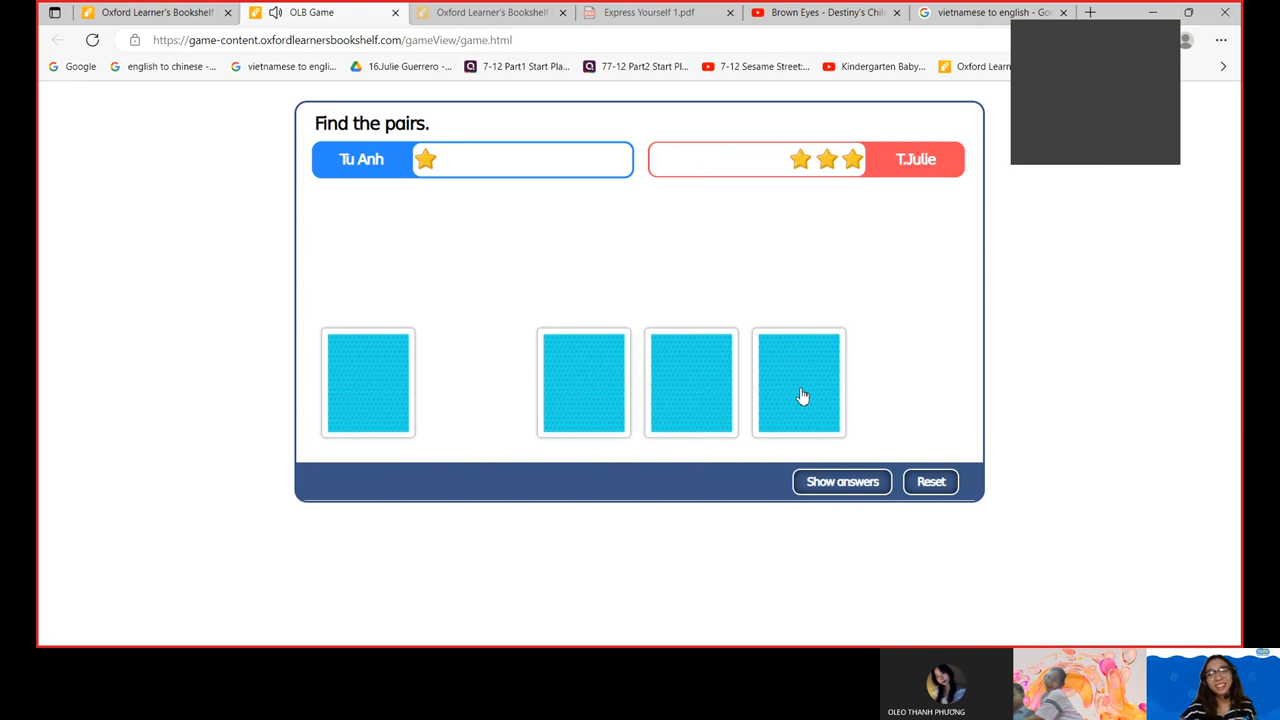 Oxford Learner's Bookshelf
OLB Game
Oxford Learner's Bookshelf
Express Yourself 1.pdf
Brown Eyes - Destiny's Chil
vietnamese to english - Go
https://game-content.oxfordlearnersbookshelf.com/gameView/game.html
Google
english to chinese -...
vietnamese to engli...
16.Julie Guerrero -...
7-12 Part1 Start Pla...
77-12 Part2 Start Pl...
7-12 Sesame Street:...
Kindergarten Baby...
Oxford Learn
Find the pairs.
Tu Anh
T.Julie
Show answers
Reset
OLEO THANH PHƯƠNG